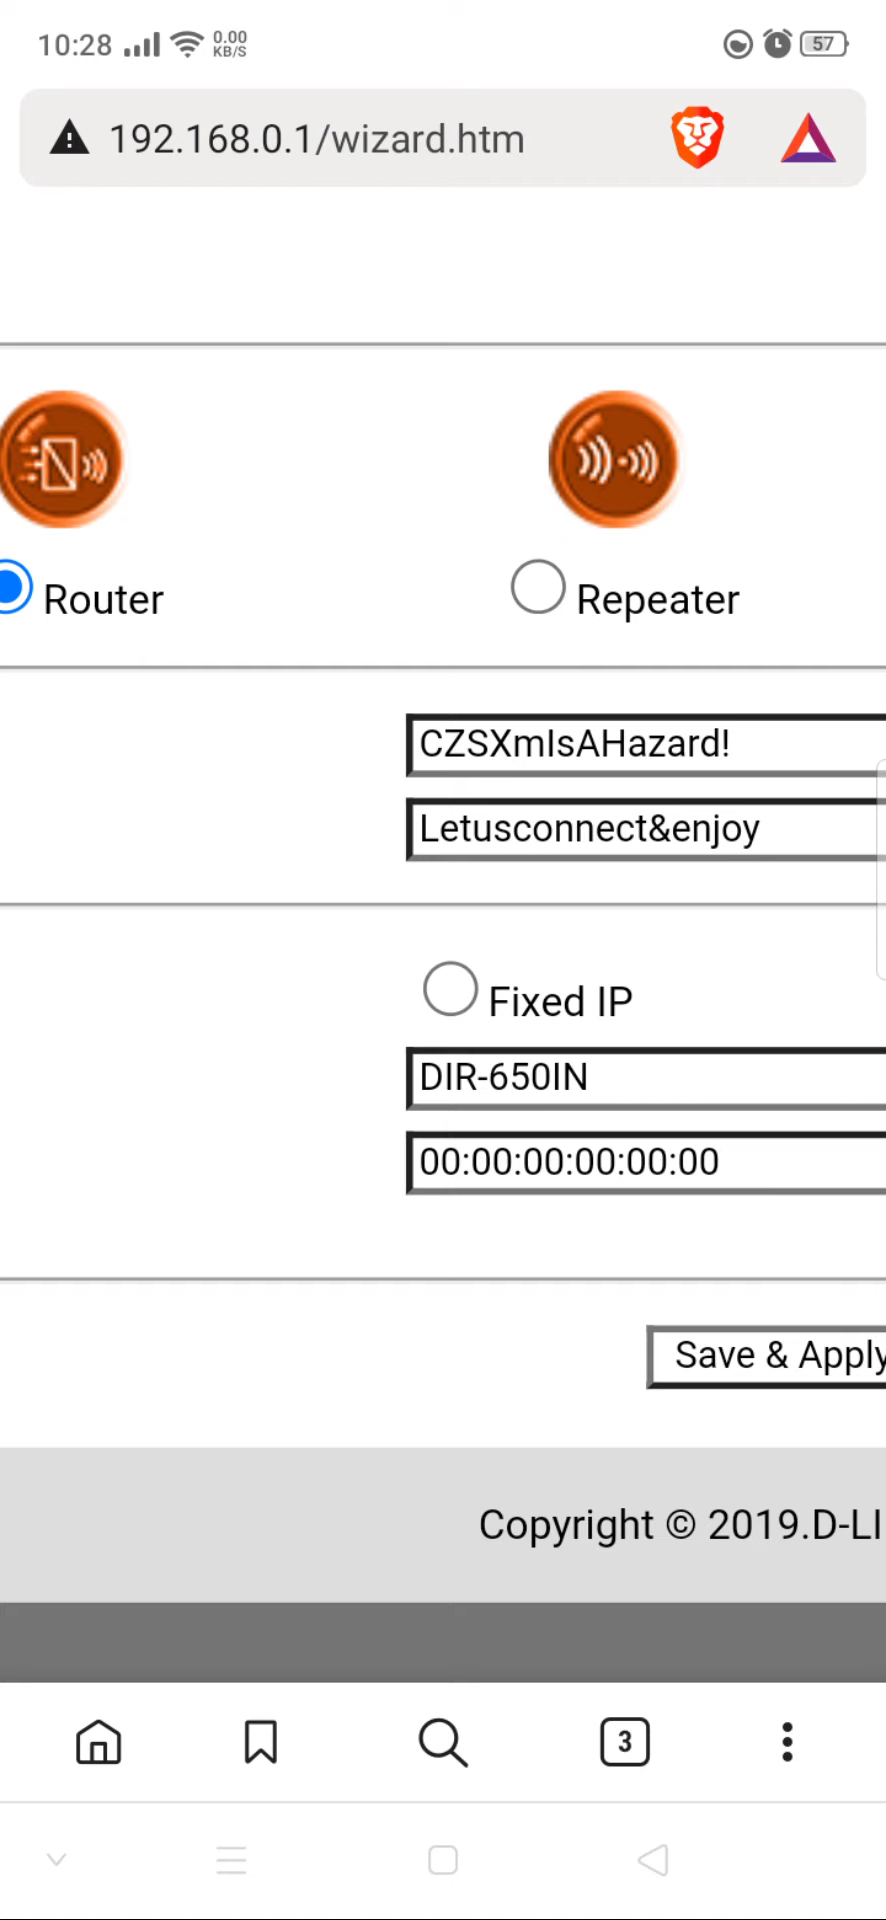 10:28 0.00 KB/S 57
192.168.0.1/wizard.htm
Router Repeater
CZSXmIsAHazard!
Letusconnect&enjoy
Fixed IP
DIR-650IN
00:00:00:00:00:00
Save & Apply
Copyright © 2019.D-LI
3